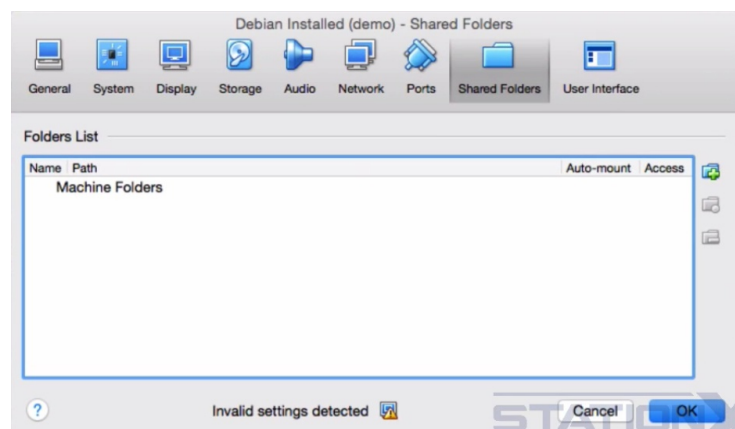 Debian Installed (demo) - Shared Folders
General System Display Storage Audio Network Ports Shared Folders User Interface
Folders List
Name Path Auto-mount Access
Machine Folders
? Invalid settings detected Cancel OK
STATIONX